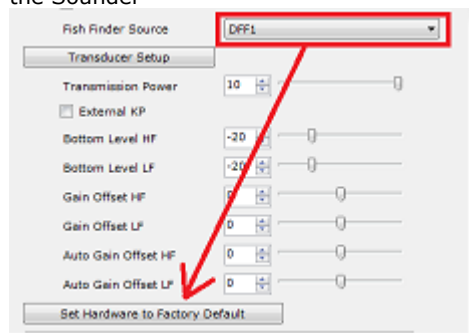 the Sounder
Fish Finder Source DFF1
Transducer Setup
Transmission Power 10
External KP
Bottom Level HF -20
Bottom Level LF -20
Gain Offset HF 0
Gain Offset LF 0
Auto Gain Offset HF 0
Auto Gain Offset LF 0
Set Hardware to Factory Default